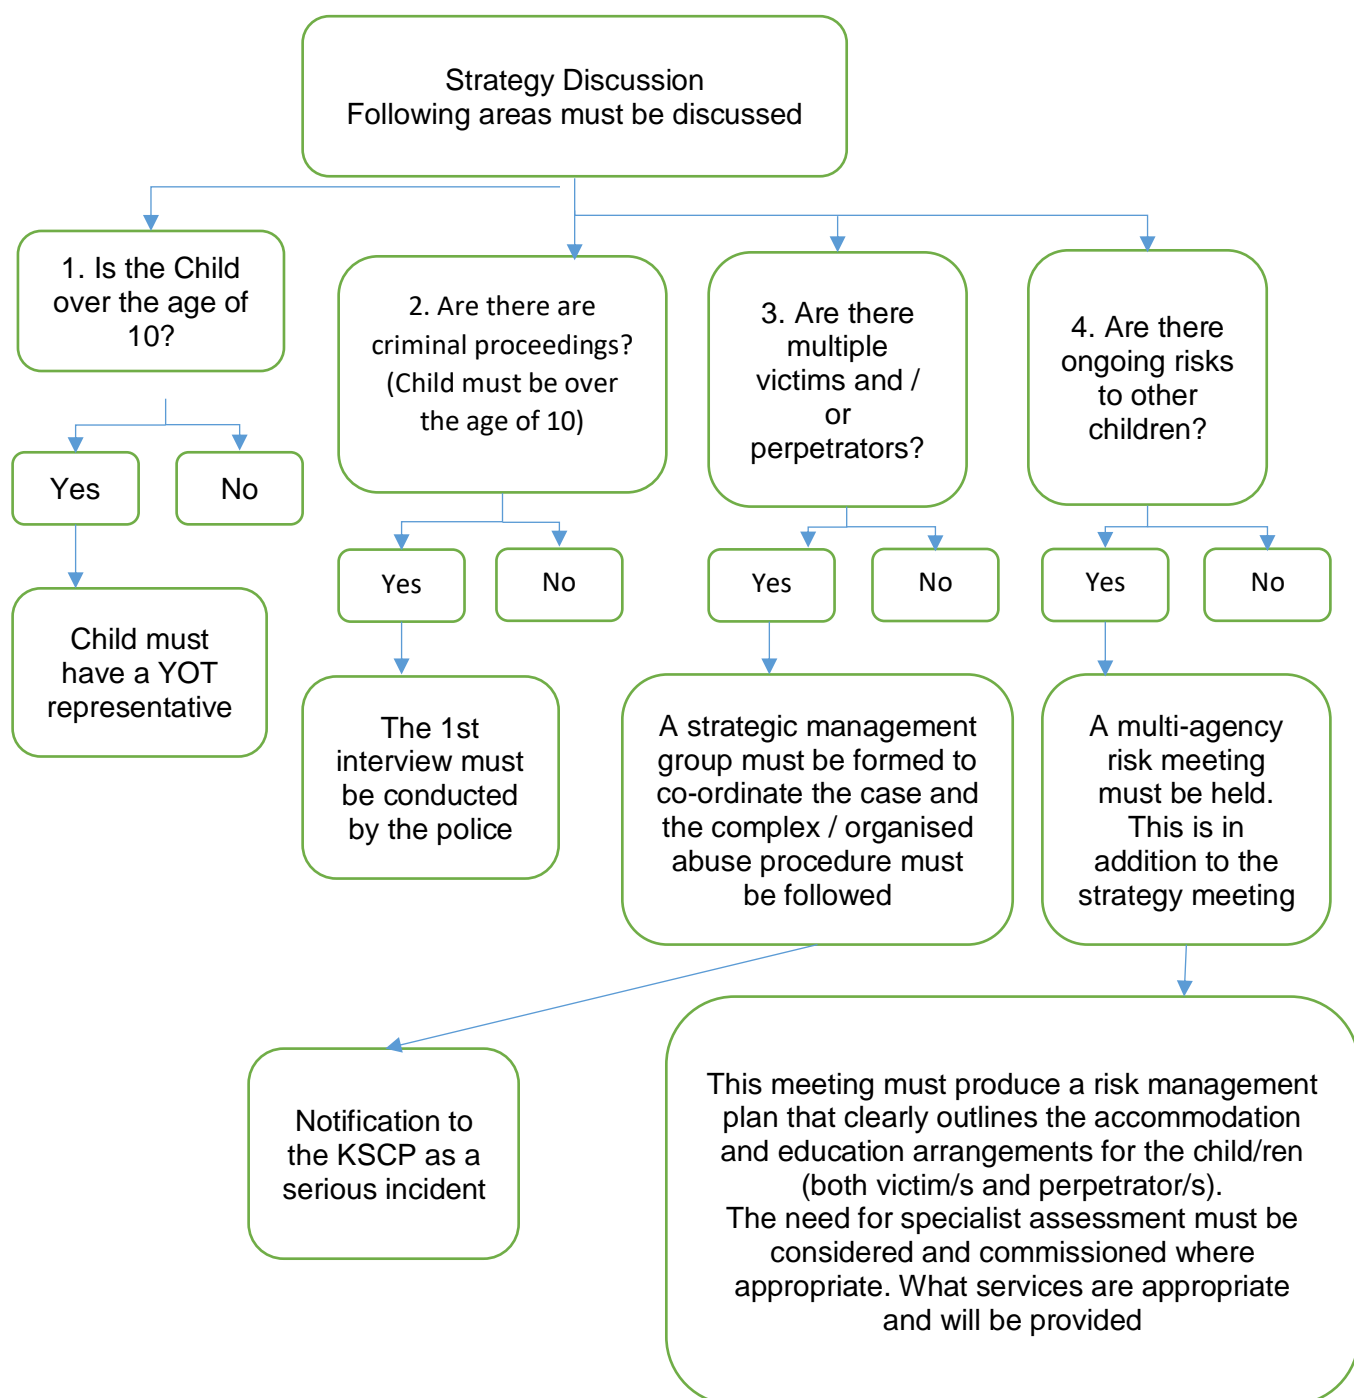 Strategy Discussion
Following areas must be discussed
1. Is the Child
over the age of
10?
Yes
No
Child must
have a YOT
representative
2. Are there are
criminal proceedings?
(Child must be over
the age of 10)
Yes
No
The 1st
interview must
be conducted
by the police
3. Are there
multiple
victims and /
or
perpetrators?
Yes
No
A strategic management
group must be formed to
co-ordinate the case and
the complex / organised
abuse procedure must
be followed
Notification to
the KSCP as a
serious incident
4. Are there
ongoing risks
to other
children?
Yes
No
A multi-agency
risk meeting
must be held.
This is in
addition to the
strategy meeting
This meeting must produce a risk management
plan that clearly outlines the accommodation
and education arrangements for the child/ren
(both victim/s and perpetrator/s).
The need for specialist assessment must be
considered and commissioned where
appropriate. What services are appropriate
and will be provided